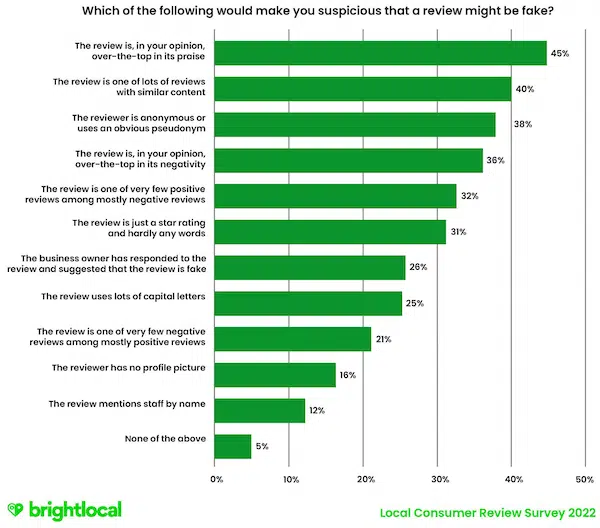 Which of the following would make you suspicious that a review might be fake?
The review is, in your opinion,
over-the-top in its praise
45%
The review is one of lots of reviews
with similar content
40%
The reviewer is anonymous or
uses an obvious pseudonym
38%
The review is, in your opinion,
over-the-top in its negativity
36%
The review is one of very few positive
reviews among mostly negative reviews
32%
The review is just a star rating
and hardly any words
31%
The business owner has responded to the
review and suggested that the review is fake
26%
The review uses lots of capital letters
25%
The review is one of very few negative
reviews among mostly positive reviews
21%
The reviewer has no profile picture
16%
The review mentions staff by name
12%
None of the above
5%
0% 10% 20% 30% 40% 50%
brightlocal
Local Consumer Review Survey 2022